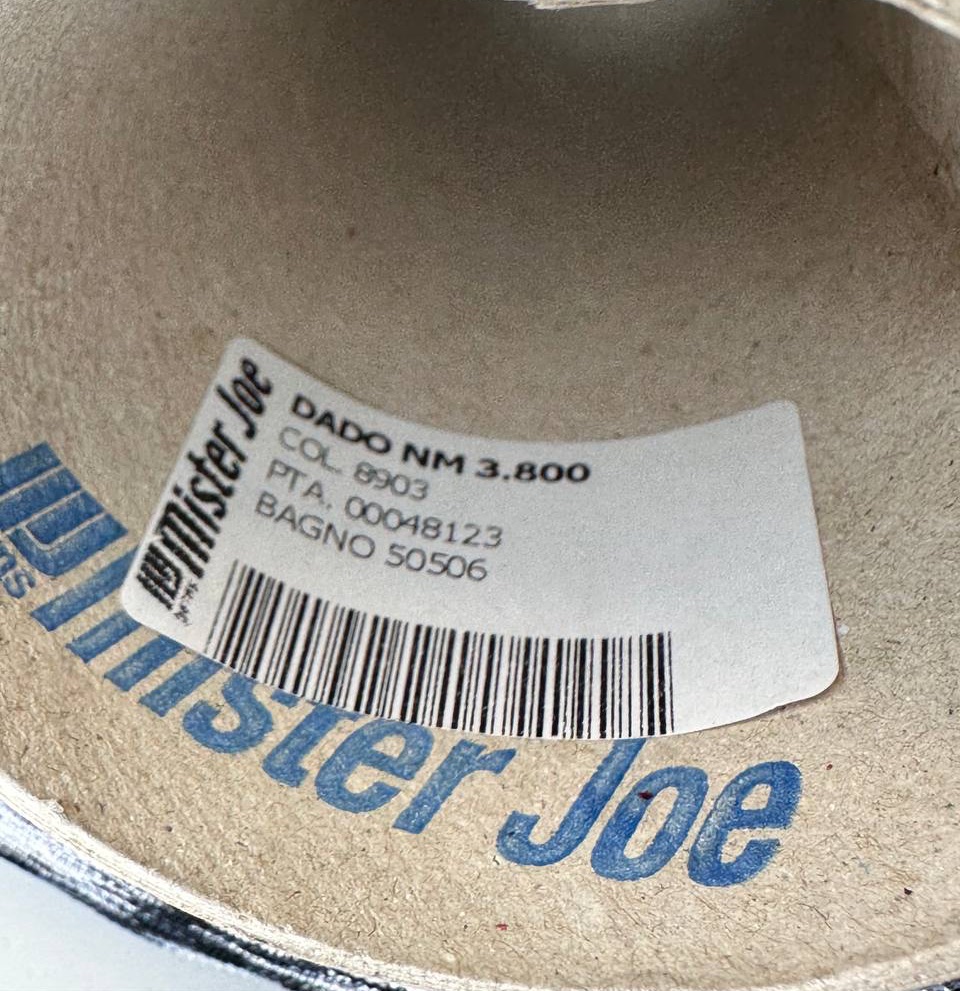 Mister Joe
DADO NM 3.800
COL. 8903
PTA. 00048123
BAGNO 50506
Mister Joe